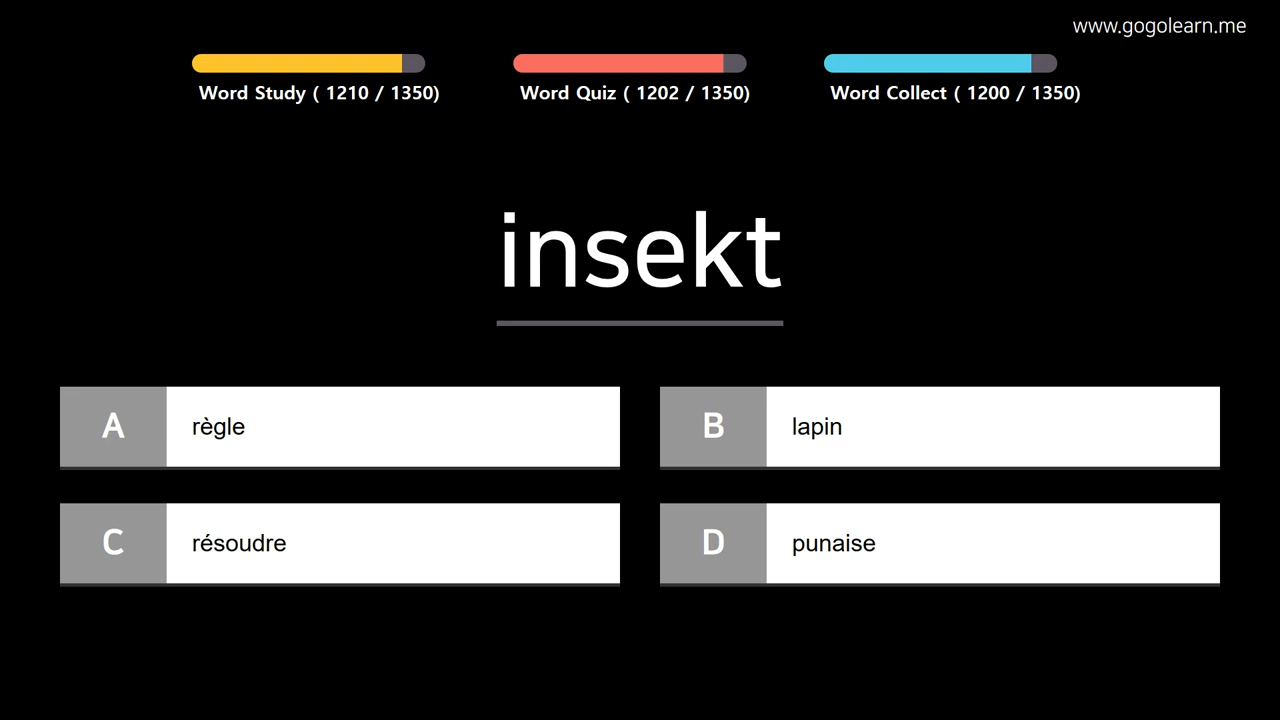 www.gogolearn.me
Word Study ( 1210 / 1350)
Word Quiz ( 1202 / 1350)
Word Collect ( 1200 / 1350)
insekt
A règle
B lapin
C résoudre
D punaise